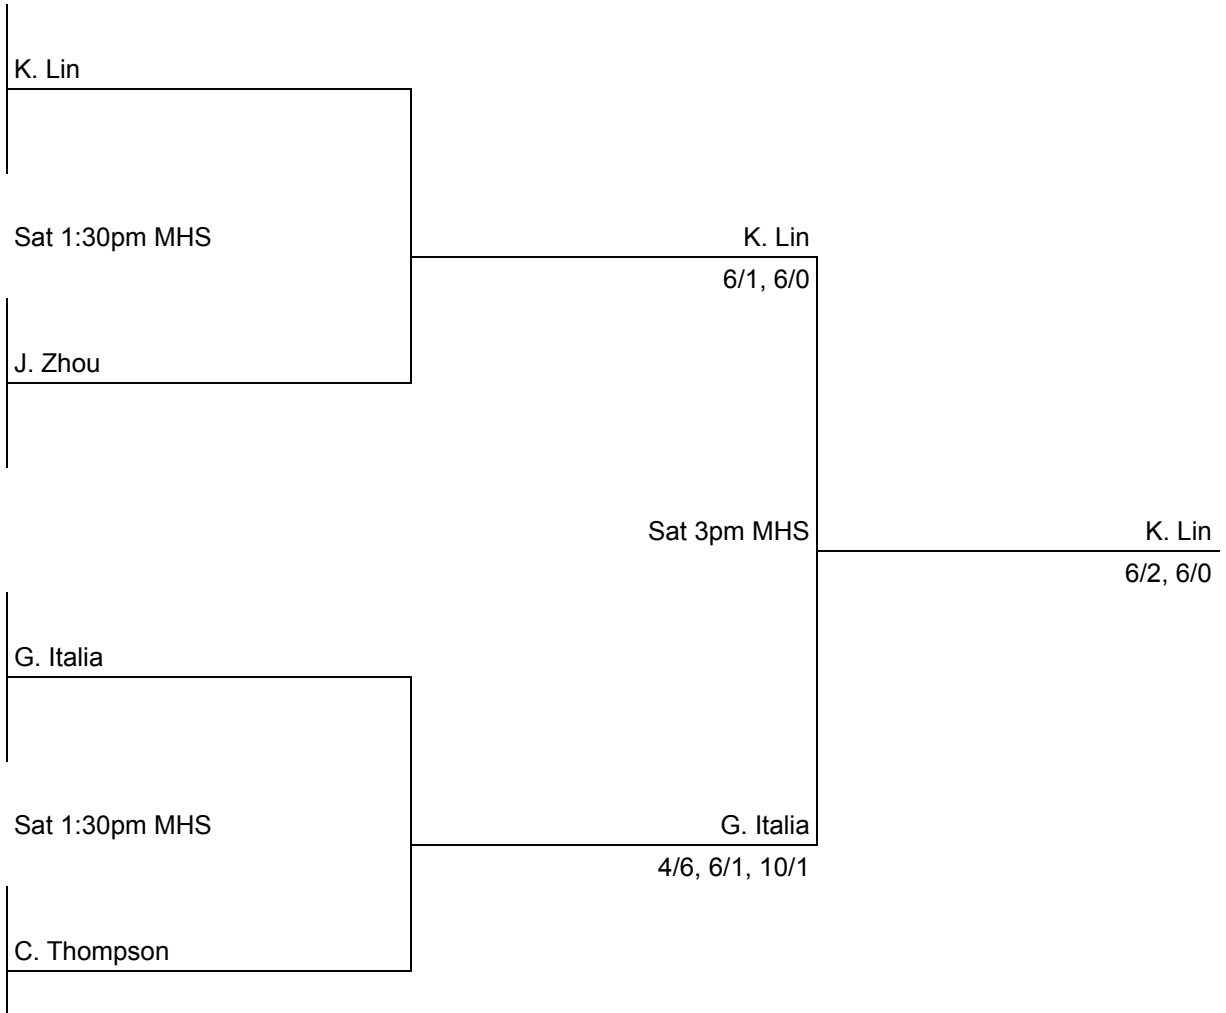 K. Lin
Sat 1:30pm MHS
K. Lin
6/1, 6/0
J. Zhou
Sat 3pm MHS
K. Lin
6/2, 6/0
G. Italia
Sat 1:30pm MHS
G. Italia
4/6, 6/1, 10/1
C. Thompson